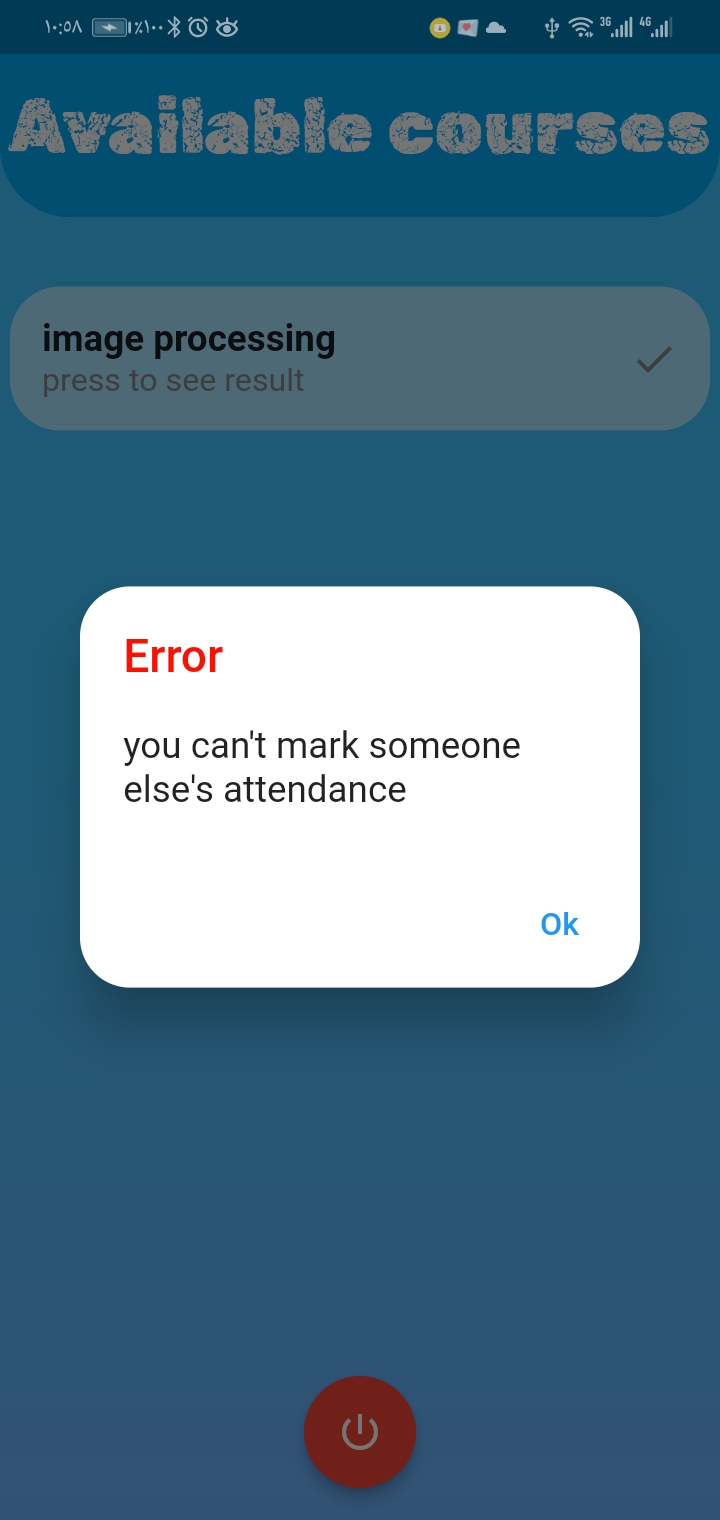 ١٠:٥٨ ٪١٠٠ 3G 4G
Available courses
image processing
press to see result
Error
you can't mark someone
else's attendance
Ok